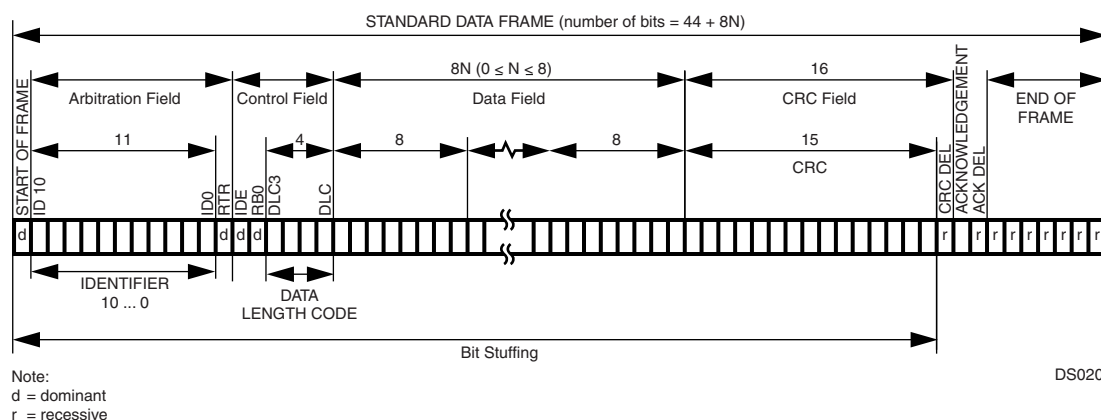 STANDARD DATA FRAME (number of bits = 44 + 8N)
8N (0 ≤ N ≤ 8)
16
Arbitration Field
Control Field
Data Field
CRC Field
END OF
FRAME
11
4
8
8
15
CRC
START OF FRAME
ID 10
ID0
RTR
IDE
RB0
DLC3
DLC
CRC DEL
ACKNOWLEDGEMENT
ACK DEL
d d d d r r r r r r r r r
IDENTIFIER
10 ... 0
DATA
LENGTH CODE
Bit Stuffing
Note:
d = dominant
r = recessive
DS020